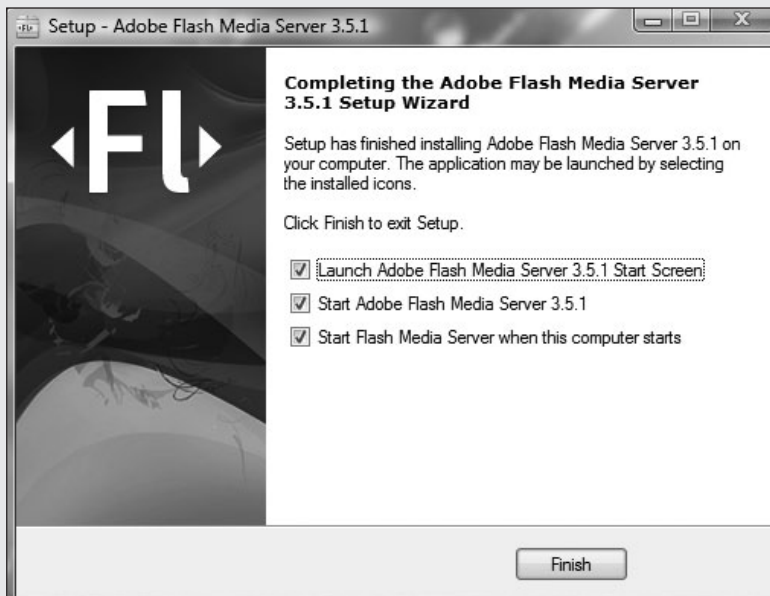 Setup - Adobe Flash Media Server 3.5.1
Fl
Completing the Adobe Flash Media Server
3.5.1 Setup Wizard
Setup has finished installing Adobe Flash Media Server 3.5.1 on
your computer. The application may be launched by selecting
the installed icons.
Click Finish to exit Setup.
Launch Adobe Flash Media Server 3.5.1 Start Screen
Start Adobe Flash Media Server 3.5.1
Start Flash Media Server when this computer starts
Finish